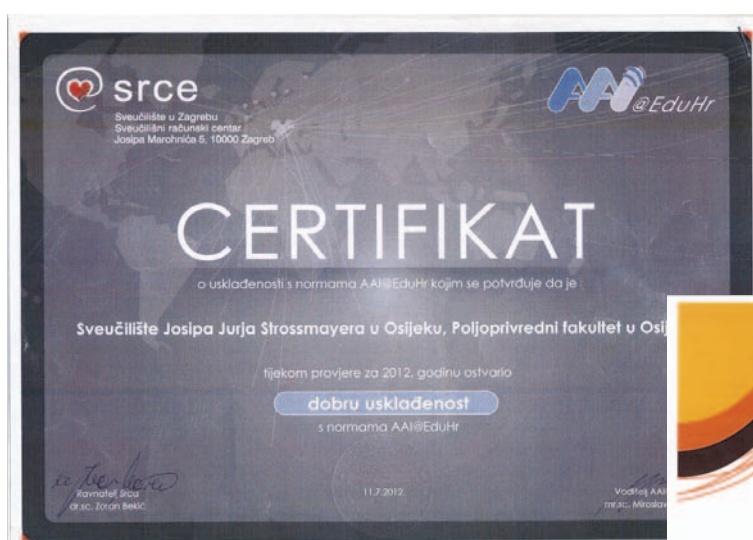 srce
Sveučilište u Zagrebu
Sveučilišni računski centar
Josipa Marohnića 5, 10000 Zagreb
AAI
@EduHr
CERTIFIKAT
o usklađenosti s normama AAI@EduHr kojim se potvrđuje da je
Sveučilište Josipa Jurja Strossmayera u Osijeku, Poljoprivredni fakultet u Osij
tijekom provjere za 2012. godinu ostvario
dobru usklađenost
s normama AAI@EduHr
Ravnatelj Srca
dr.sc. Zoran Bekić
11.7.2012.
Voditelj AAI
mr.sc. Miroslav